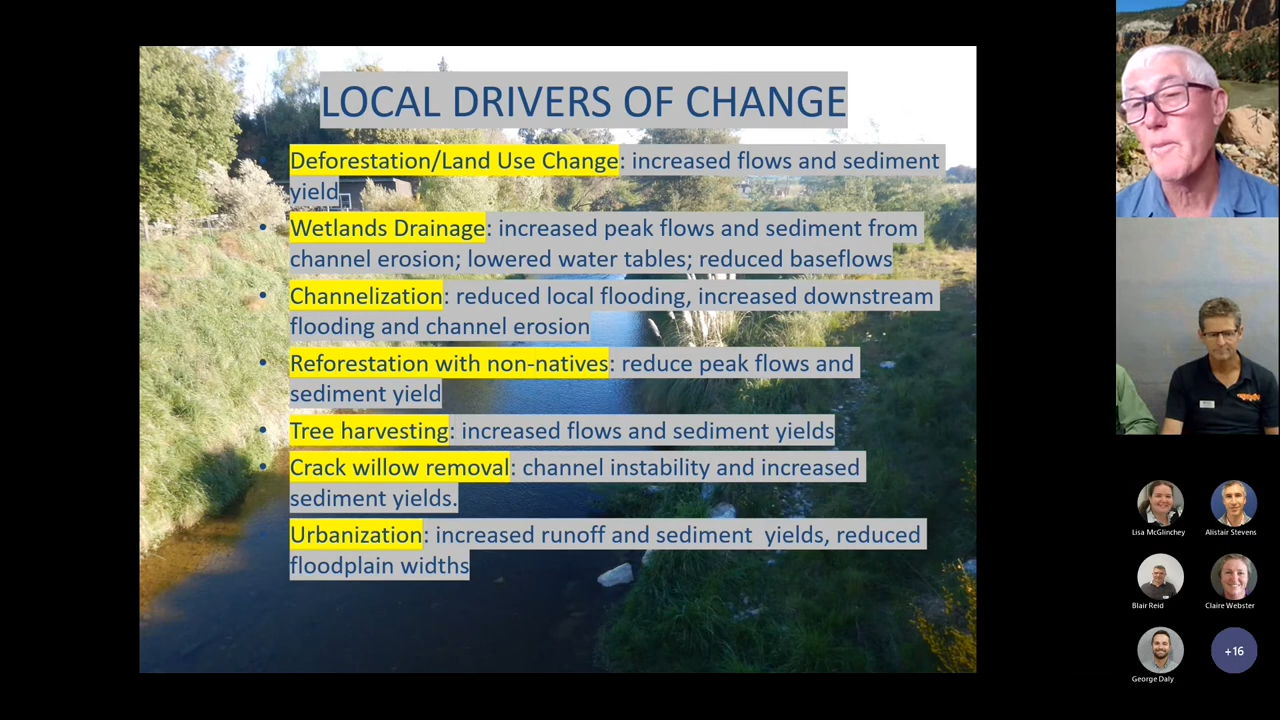 LOCAL DRIVERS OF CHANGE
Deforestation/Land Use Change: increased flows and sediment
yield
• Wetlands Drainage: increased peak flows and sediment from
channel erosion; lowered water tables; reduced baseflows
• Channelization: reduced local flooding, increased downstream
flooding and channel erosion
• Reforestation with non-natives: reduce peak flows and
sediment yield
• Tree harvesting: increased flows and sediment yields
• Crack willow removal: channel instability and increased
sediment yields.
• Urbanization: increased runoff and sediment yields, reduced
floodplain widths
Lisa McGlinchey
Alistair Stevens
Blair Reid
Claire Webster
George Daly
+16